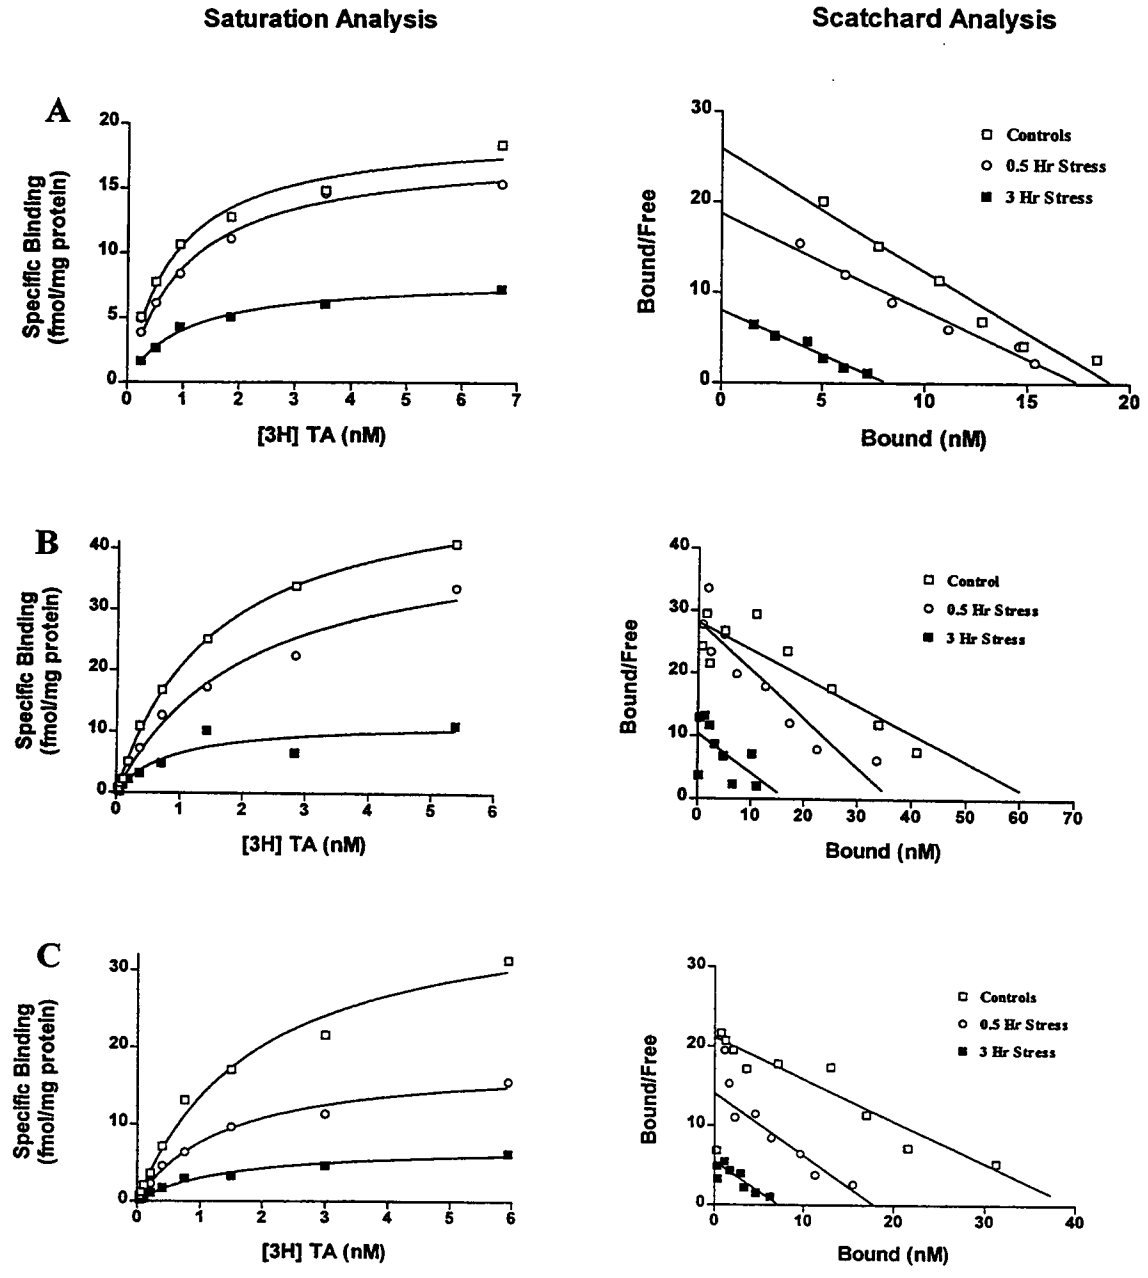 Saturation Analysis
Scatchard Analysis
A
Specific Binding
(fmol/mg protein)
20
15
10
5
0
0 1 2 3 4 5 6 7
[3H] TA (nM)
Bound/Free
30
20
10
0
0 5 10 15 20
Bound (nM)
Controls
0.5 Hr Stress
3 Hr Stress
B
Specific Binding
(fmol/mg protein)
40
30
20
10
0
0 1 2 3 4 5 6
[3H] TA (nM)
Bound/Free
40
30
20
10
0
0 10 20 30 40 50 60 70
Bound (nM)
Control
0.5 Hr Stress
3 Hr Stress
C
Specific Binding
(fmol/mg protein)
30
20
10
0
0 1 2 3 4 5 6
[3H] TA (nM)
Bound/Free
30
20
10
0
0 10 20 30 40
Bound (nM)
Controls
0.5 Hr Stress
3 Hr Stress